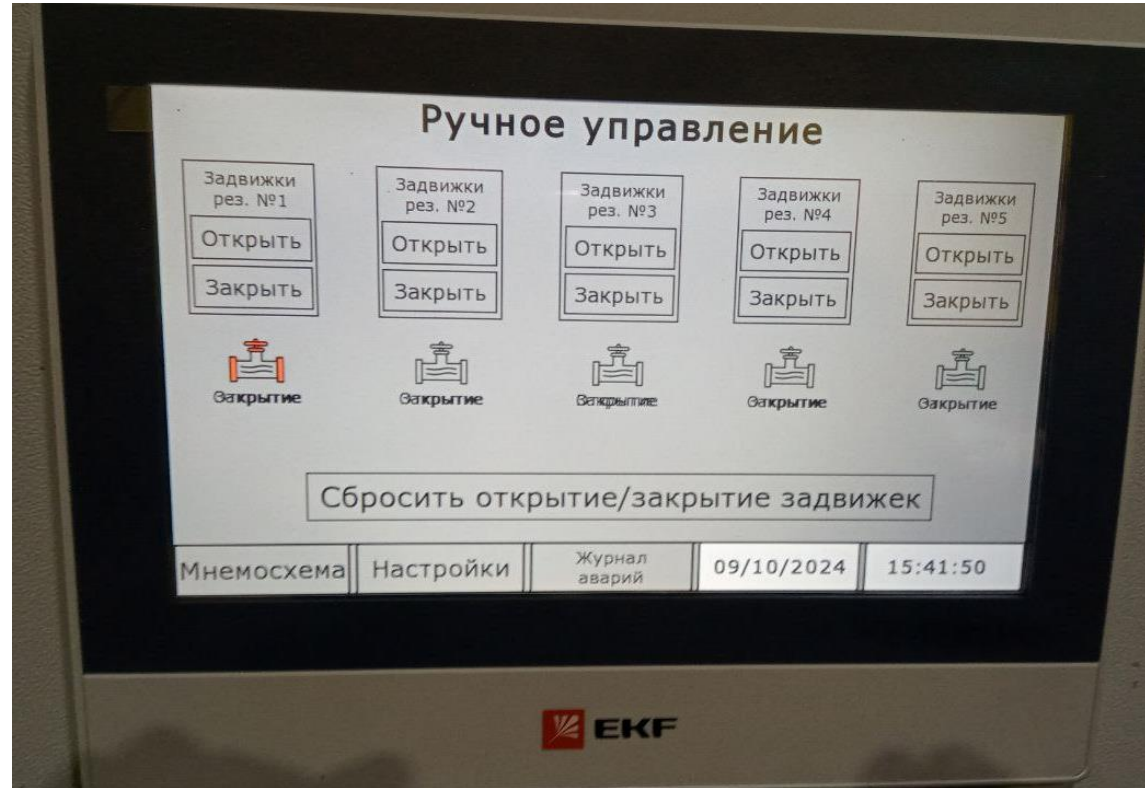 Ручное управление
Задвижки
рез. №1
Открыть
Закрыть
Задвижки
рез. №2
Открыть
Закрыть
Задвижки
рез. №3
Открыть
Закрыть
Задвижки
рез. №4
Открыть
Закрыть
Задвижки
рез. №5
Открыть
Закрыть
Закрытие
Закрытие
Закрытие
Закрытие
Сбросить открытие/закрытие задвижек
Мнемосхема
Настройки
Журнал
аварий
09/10/2024
15:41:50
EKF